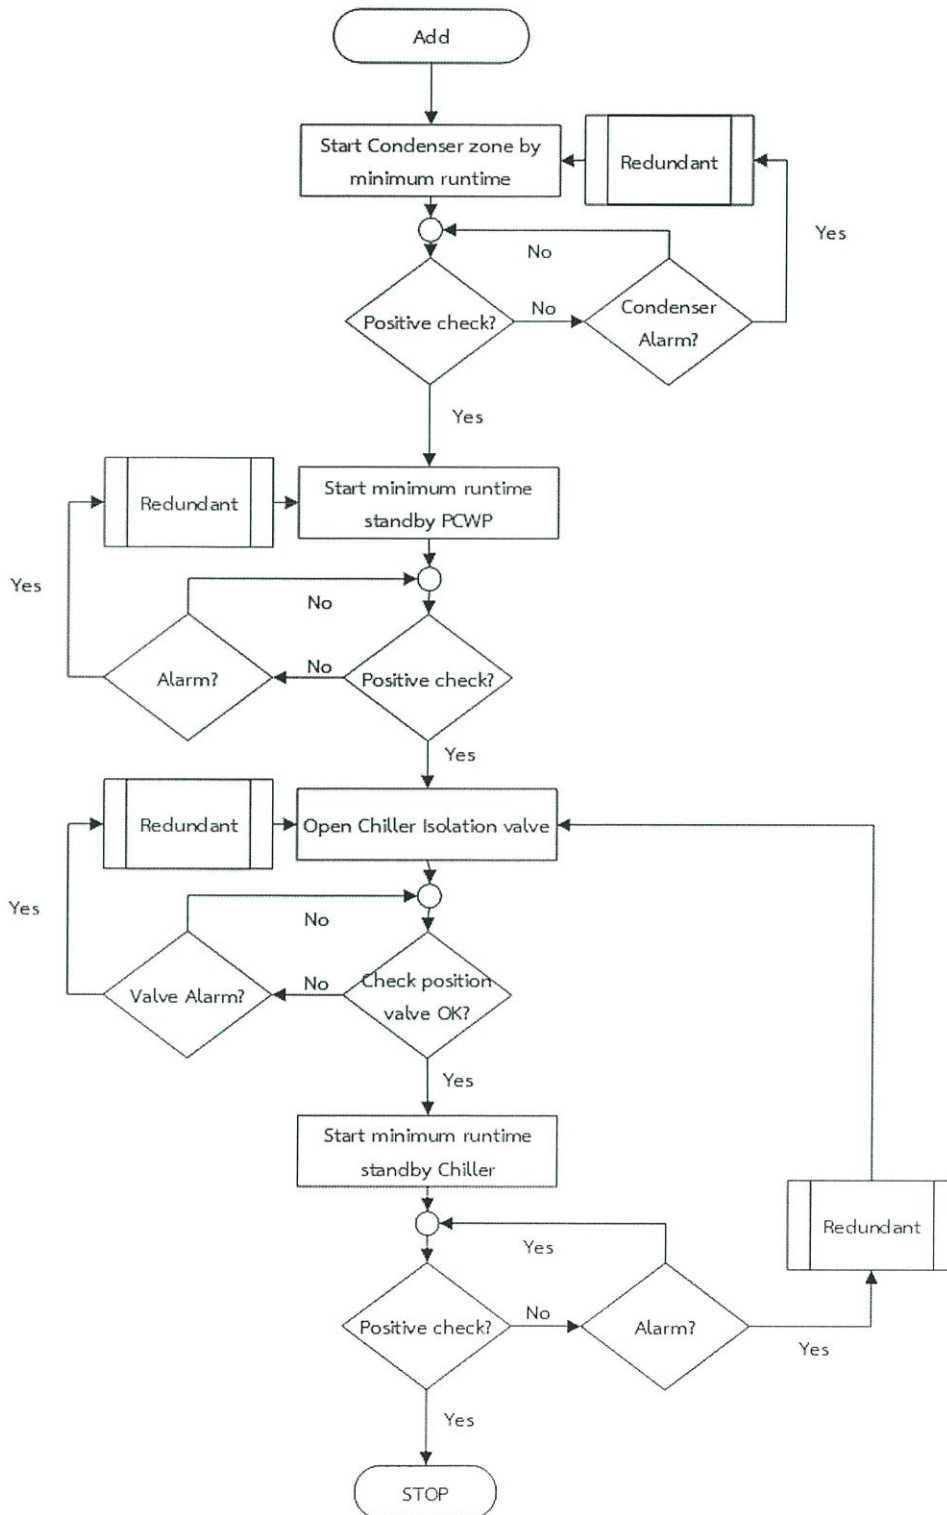 Add
Start Condenser zone by
minimum runtime
Redundant
Yes
No
Positive check?
No
Condenser
Alarm?
Yes
Redundant
Start minimum runtime
standby PCWP
Yes
No
Alarm?
No
Positive check?
Yes
Redundant
Open Chiller Isolation valve
Yes
No
Valve Alarm?
No
Check position
valve OK?
Yes
Start minimum runtime
standby Chiller
Redundant
Yes
Positive check?
No
Alarm?
Yes
Yes
STOP